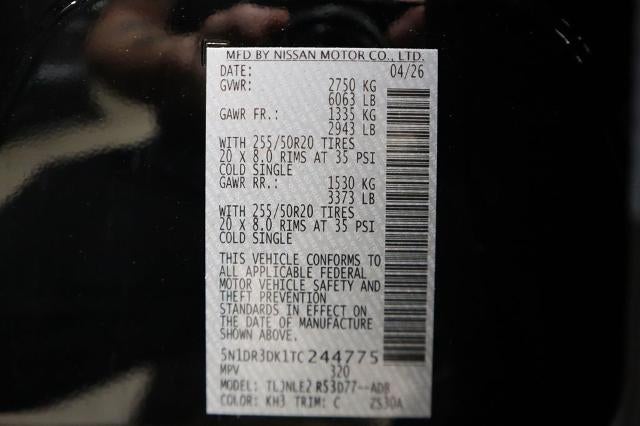 MFD BY NISSAN MOTOR CO., LTD.
DATE: 04/26
GVWR: 2750 KG
6063 LB
GAWR FR.: 1335 KG
2943 LB
WITH 255/50R20 TIRES
20 X 8.0 RIMS AT 35 PSI
COLD SINGLE
GAWR RR.: 1530 KG
3373 LB
WITH 255/50R20 TIRES
20 X 8.0 RIMS AT 35 PSI
COLD SINGLE
THIS VEHICLE CONFORMS TO
ALL APPLICABLE FEDERAL
MOTOR VEHICLE SAFETY AND
THEFT PREVENTION
STANDARDS IN EFFECT ON
THE DATE OF MANUFACTURE
SHOWN ABOVE.
5N1DR3DK1TC244775
MPV 320
MODEL: TLJNLE2 R53D77--ADB
COLOR: KH3 TRIM: C 2S30A